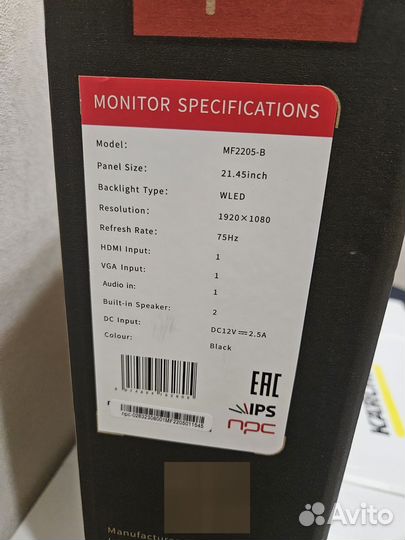 MONITOR SPECIFICATIONS
Model: MF2205-B
Panel Size: 21.45inch
Backlight Type: WLED
Resolution: 1920×1080
Refresh Rate: 75Hz
HDMI Input: 1
VGA Input: 1
Audio in: 1
Built-in Speaker: 2
DC Input: DC12V⎓2.5A
Colour: Black
EAC
IPS
npc
Manufactur
Avito